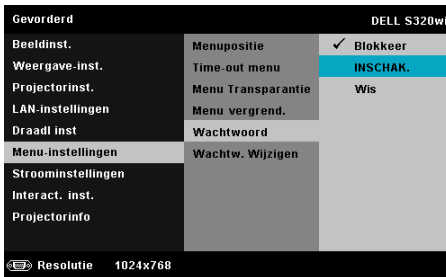 Gevorderd
DELL S320wi
Beeldinst.
Weergave-inst.
Projectorinst.
LAN-instellingen
Draadl inst
Menu-instellingen
Stroominstellingen
Interact. inst.
Projectorinfo
Menupositie
Time-out menu
Menu Transparantie
Menu vergrend.
Wachtwoord
Wachtw. Wijzigen
Blokkeer
INSCHAK.
Wis
Resolutie 1024x768